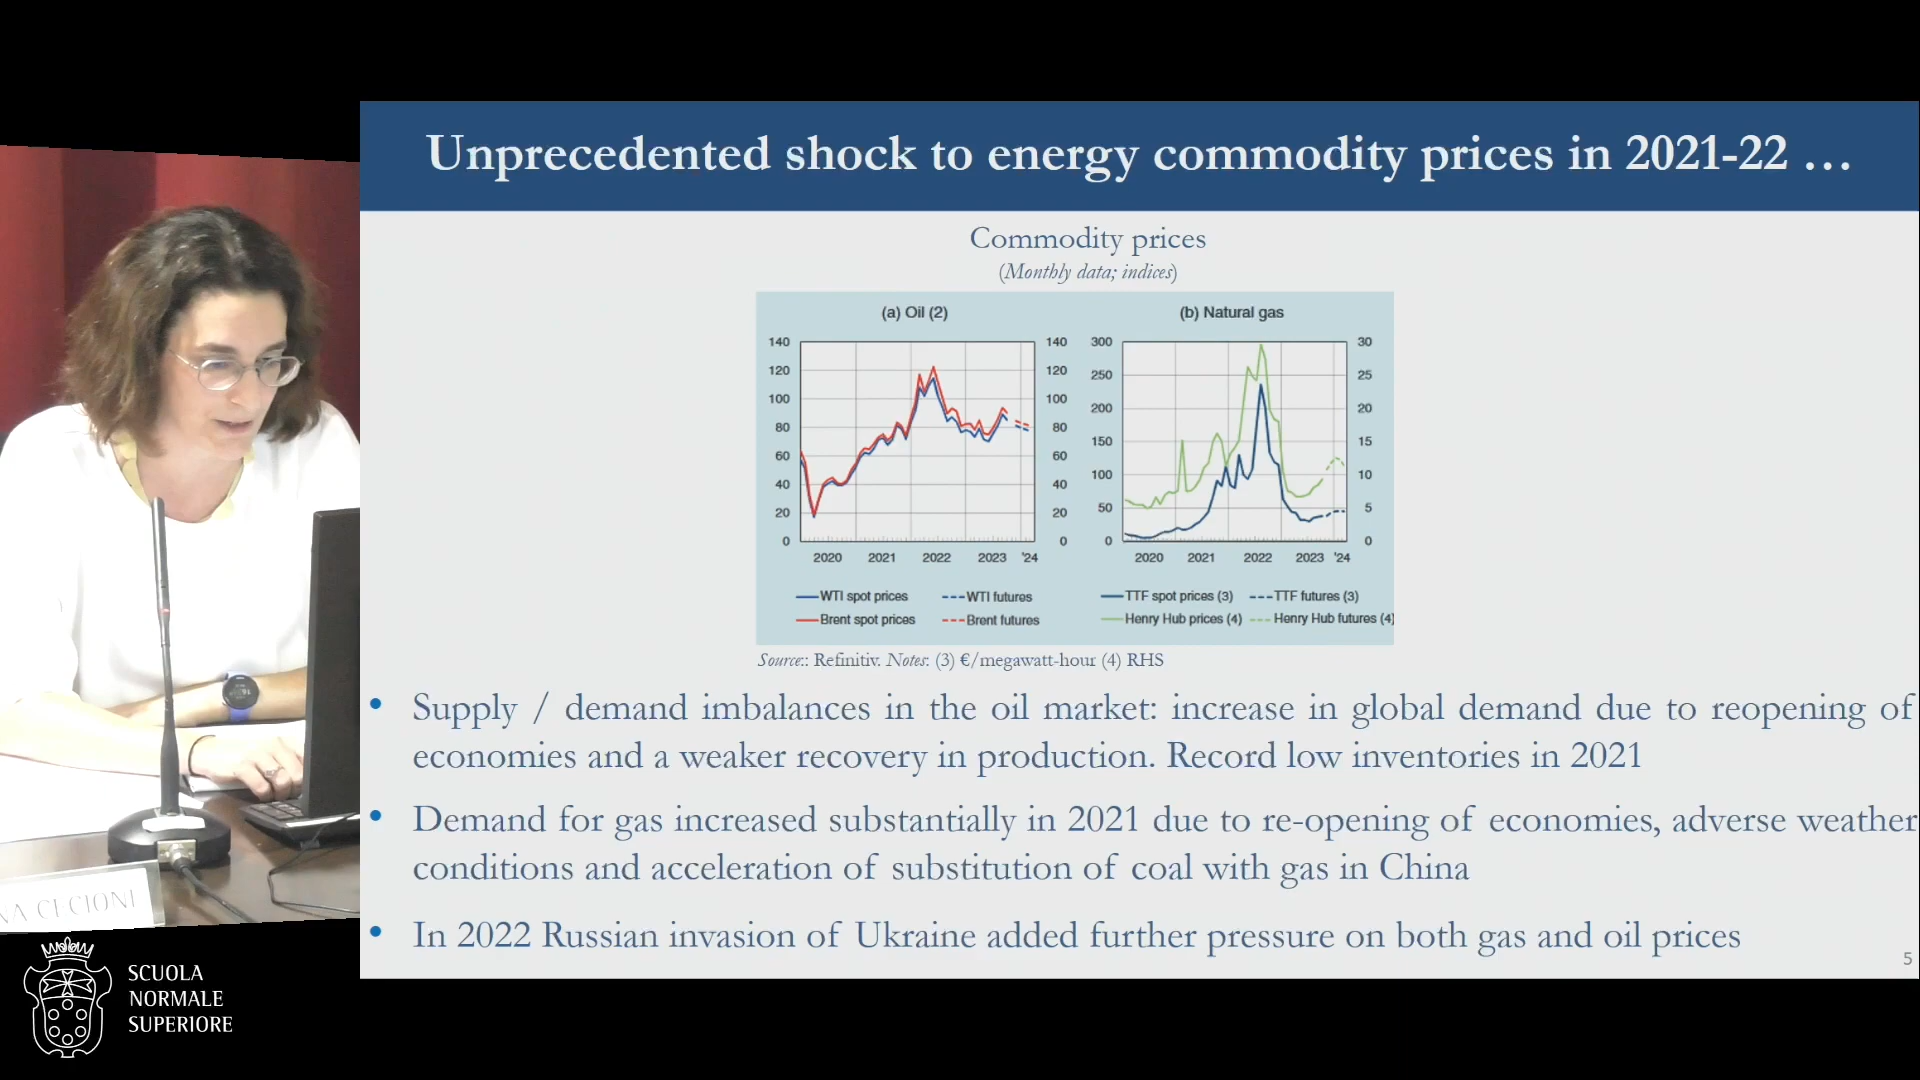 Unprecedented shock to energy commodity prices in 2021-22 …
Commodity prices
(Monthly data; indices)
(a) Oil (2)
(b) Natural gas
140 140 300 30
120 120 250 25
100 100 200 20
80 80 150 15
60 60 100 10
40 40 50 5
20 20
0 0 0 0
2020 2021 2022 2023 '24
2020 2021 2022 2023 '24
WTI spot prices WTI futures
Brent spot prices Brent futures
TTF spot prices (3) TTF futures (3)
Henry Hub prices (4) Henry Hub futures (4)
Source:: Refinitiv. Notes: (3) €/megawatt-hour (4) RHS
• Supply / demand imbalances in the oil market: increase in global demand due to reopening of
economies and a weaker recovery in production. Record low inventories in 2021
• Demand for gas increased substantially in 2021 due to re-opening of economies, adverse weather
conditions and acceleration of substitution of coal with gas in China
• In 2022 Russian invasion of Ukraine added further pressure on both gas and oil prices
5
NA CECIONI
SCUOLA
NORMALE
SUPERIORE